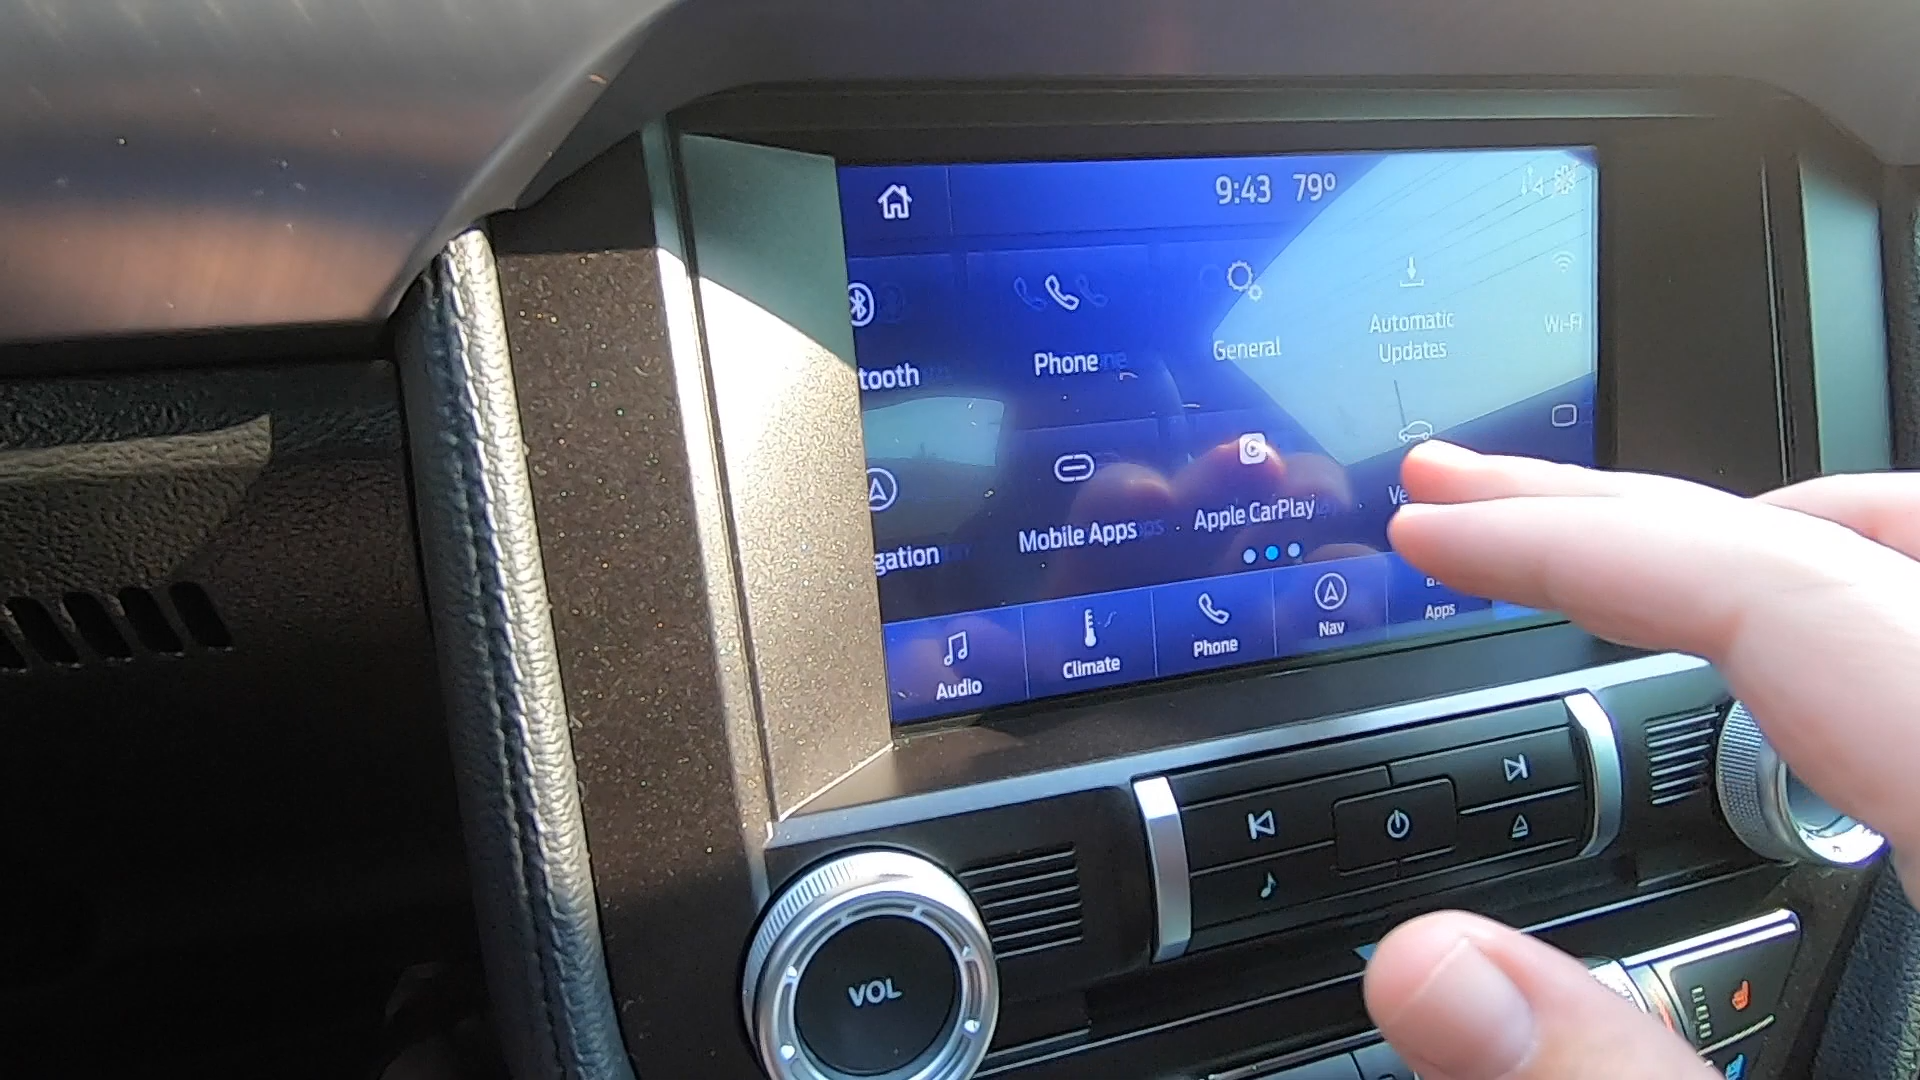 9:43 79°
tooth
Phone
General
Automatic
Updates
Wi-Fi
gation
Mobile Apps
Apple CarPlay
Ve
Audio
Climate
Phone
Nav
Apps
VOL